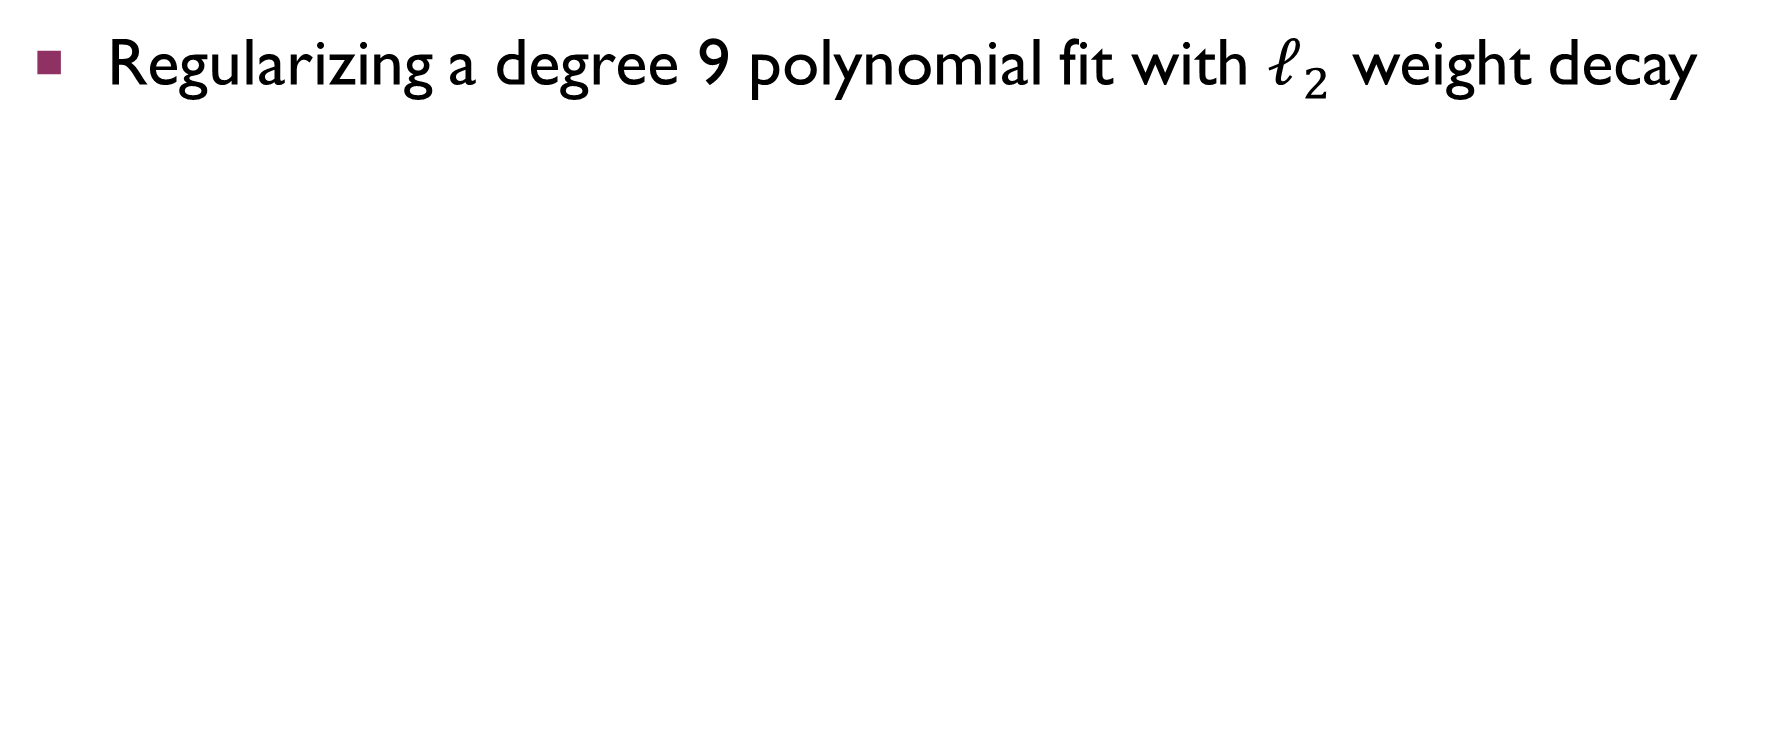 ▪ Regularizing a degree 9 polynomial fit with ℓ₂ weight decay